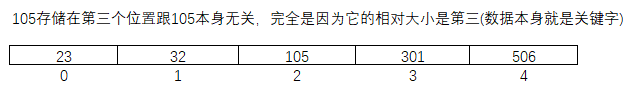 105存储在第三个位置跟105本身无关，完全是因为它的相对大小是第三(数据本身就是关键字)
23 32 105 301 506
0 1 2 3 4